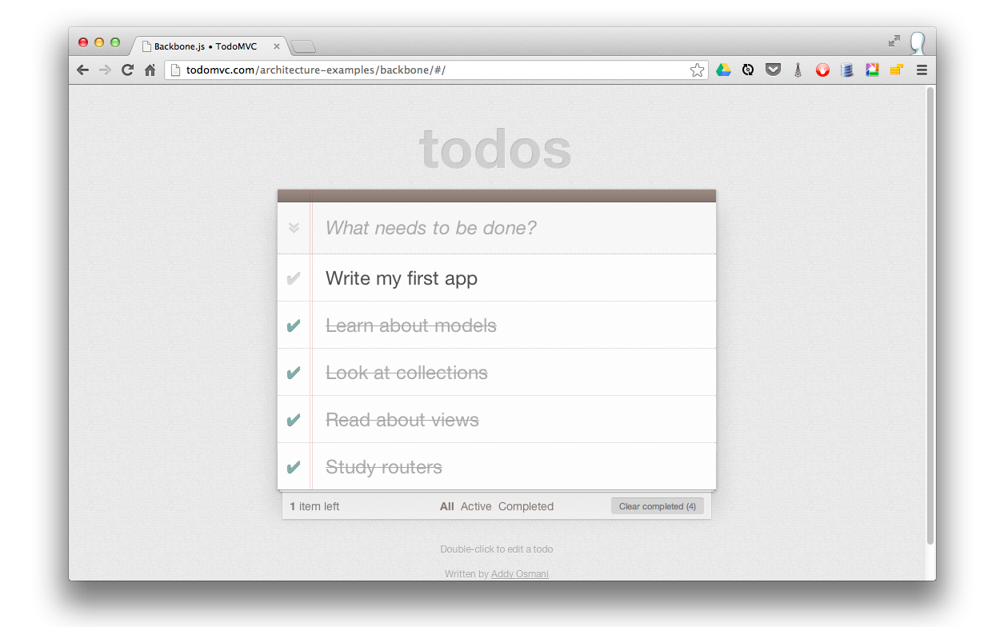 Backbone.js • TodoMVC
todomvc.com/architecture-examples/backbone/#/
todos
What needs to be done?
Write my first app
Learn about models
Look at collections
Read about views
Study routers
1 item left All Active Completed Clear completed (4)
Double-click to edit a todo
Written by Addy Osmani